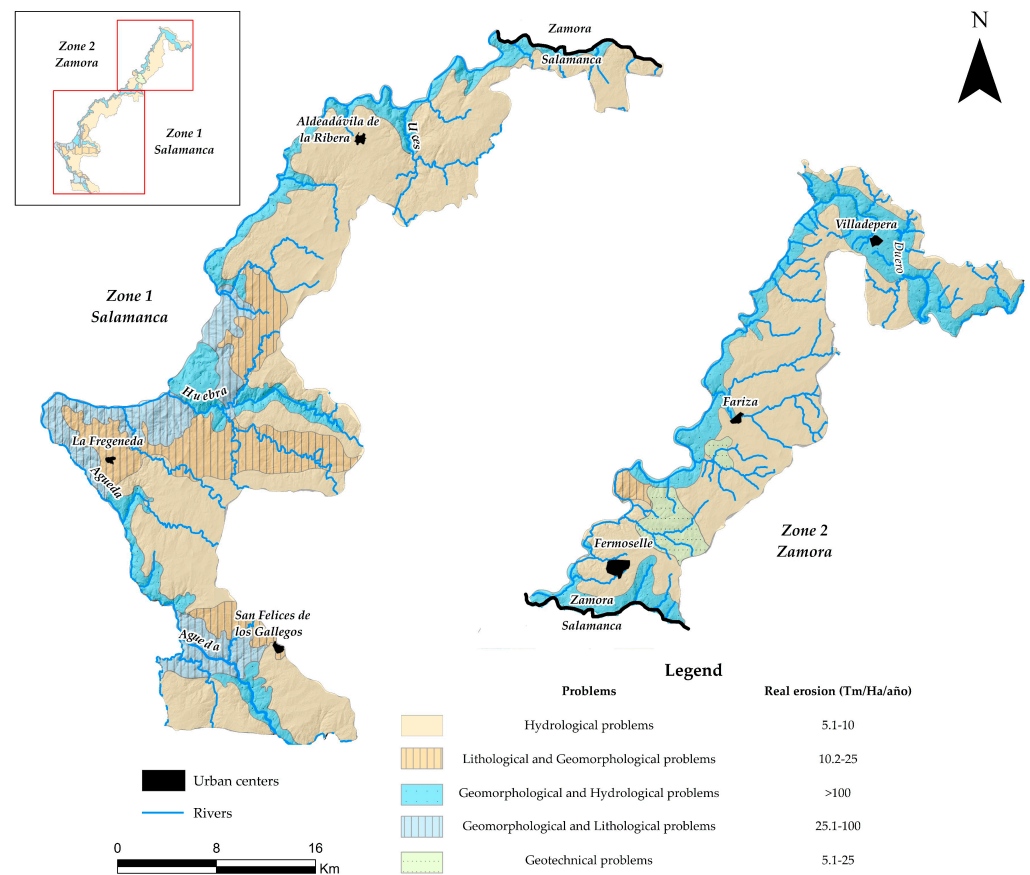 Zone 2
Zamora
Zone 1
Salamanca
Zamora
Salamanca
N
Aldeadávila de
la Ribera
Uces
Villadepera
Duero
Zone 1
Salamanca
Huebra
Fariza
La Fregeneda
Agueda
Zone 2
Zamora
Fermoselle
Zamora
Salamanca
San Felices de
los Gallegos
Agueda
Legend
Problems Real erosion (Tm/Ha/año)
Hydrological problems 5.1-10
Lithological and Geomorphological problems 10.2-25
Geomorphological and Hydrological problems >100
Geomorphological and Lithological problems 25.1-100
Geotechnical problems 5.1-25
Urban centers
Rivers
0 8 16
Km